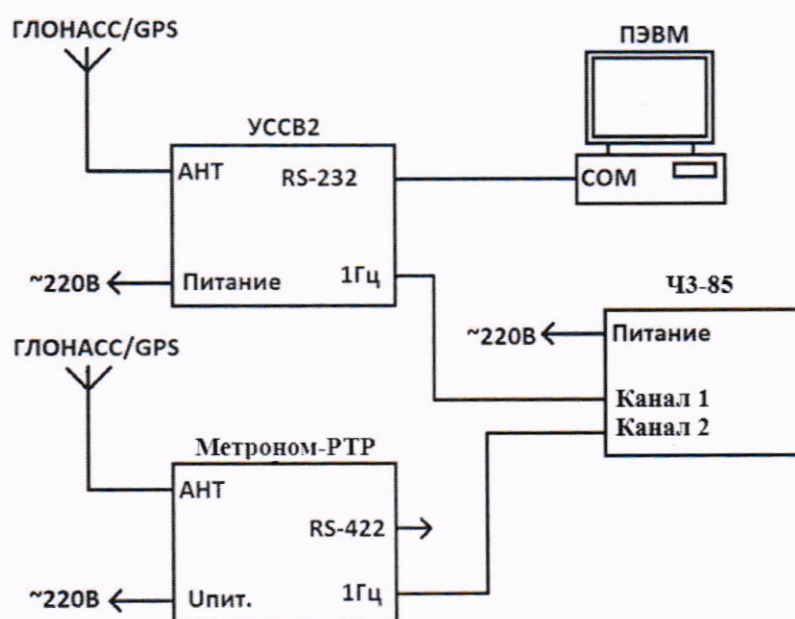 ГЛОНАСС/GPS
ПЭВМ
УССВ2
АНТ
RS-232
COM
~220В
Питание
1Гц
Ч3-85
~220В
Питание
ГЛОНАСС/GPS
Канал 1
Канал 2
Метроном-PTP
АНТ
RS-422
~220В
Uпит.
1Гц